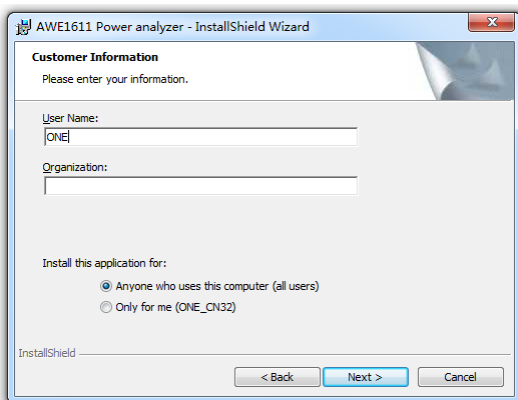 AWE1611 Power analyzer - InstallShield Wizard
Customer Information
Please enter your information.
User Name:
ONE
Organization:
Install this application for:
Anyone who uses this computer (all users)
Only for me (ONE_CN32)
InstallShield
< Back
Next >
Cancel